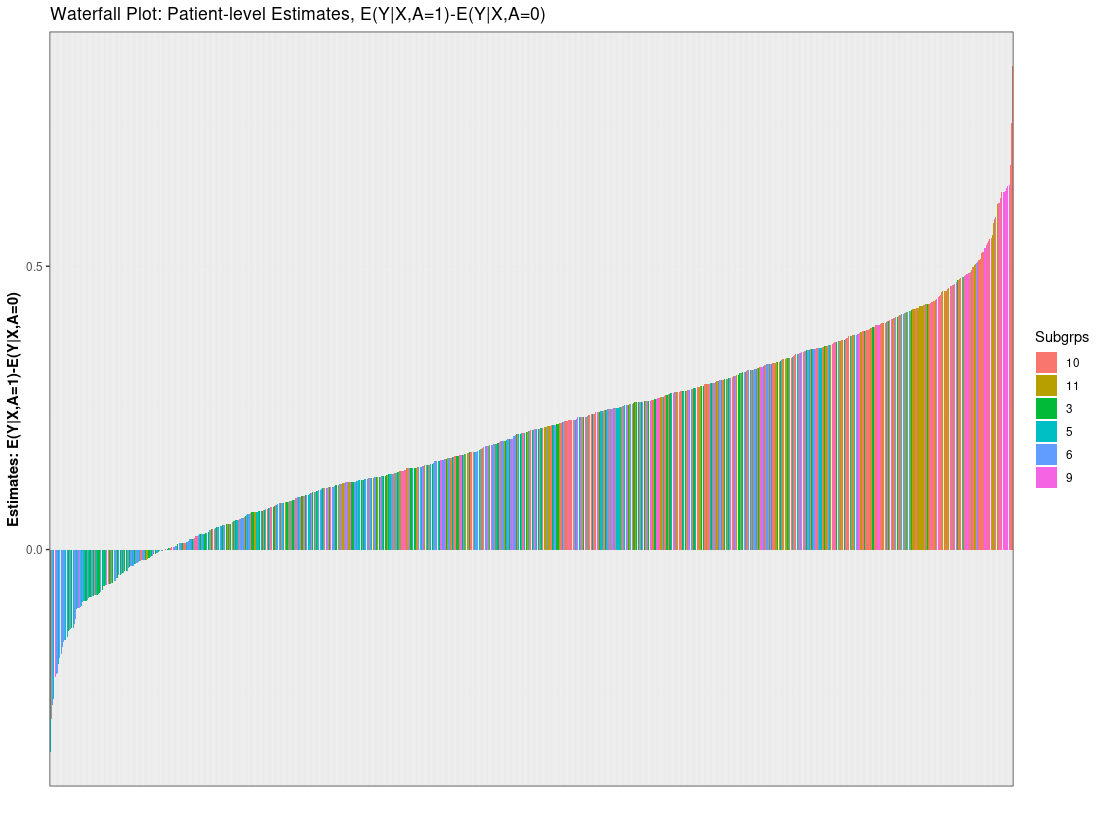 Waterfall Plot: Patient-level Estimates, E(Y|X,A=1)-E(Y|X,A=0)
Estimates: E(Y|X,A=1)-E(Y|X,A=0)
0.5
0.0
Subgrps
10
11
3
5
6
9